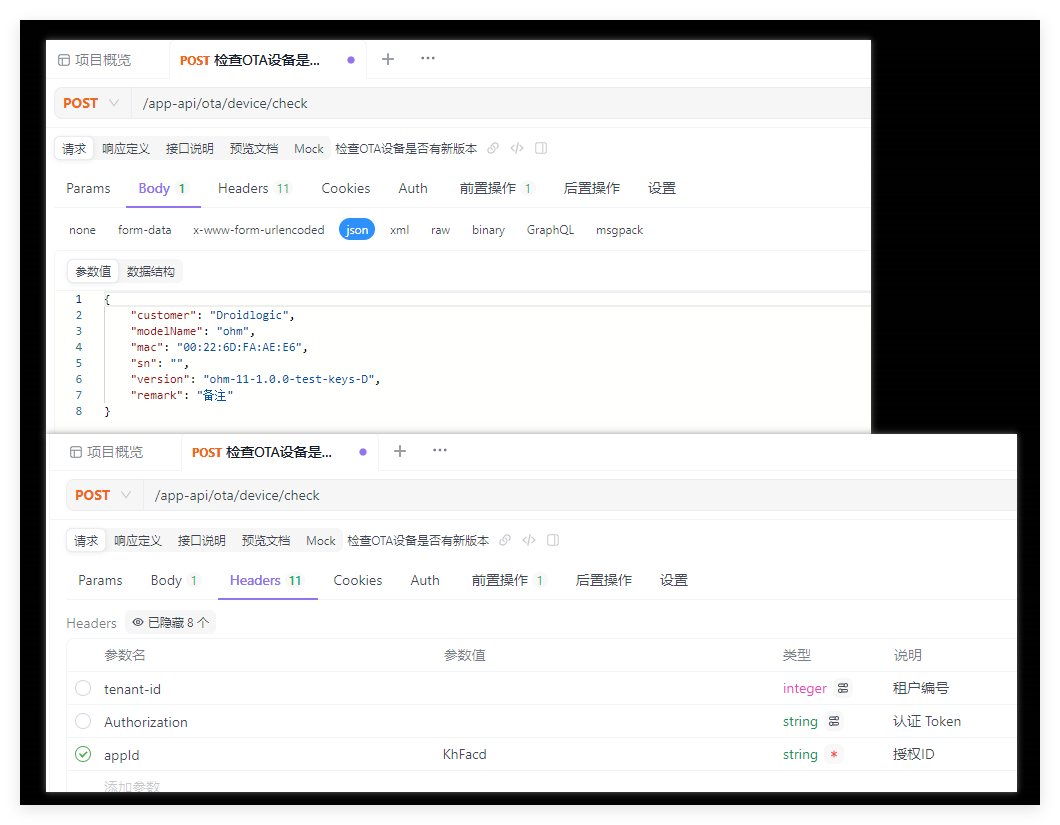 项目概览 POST 检查OTA设备是... + ...
POST /app-api/ota/device/check
请求 响应定义 接口说明 预览文档 Mock 检查OTA设备是否有新版本
Params Body 1 Headers 11 Cookies Auth 前置操作 1 后置操作 设置
none form-data x-www-form-urlencoded json xml raw binary GraphQL msgpack
参数值 数据结构
1 {
2 "customer": "Droidlogic",
3 "modelName": "ohm",
4 "mac": "00:22:6D:FA:AE:E6",
5 "sn": "",
6 "version": "ohm-11-1.0.0-test-keys-D",
7 "remark": "备注"
8 }
项目概览 POST 检查OTA设备是... + ...
POST /app-api/ota/device/check
请求 响应定义 接口说明 预览文档 Mock 检查OTA设备是否有新版本
Params Body 1 Headers 11 Cookies Auth 前置操作 1 后置操作 设置
Headers 已隐藏 8 个
参数名 参数值 类型 说明
tenant-id integer 租户编号
Authorization string 认证 Token
appId KhFacd string * 授权ID
添加参数